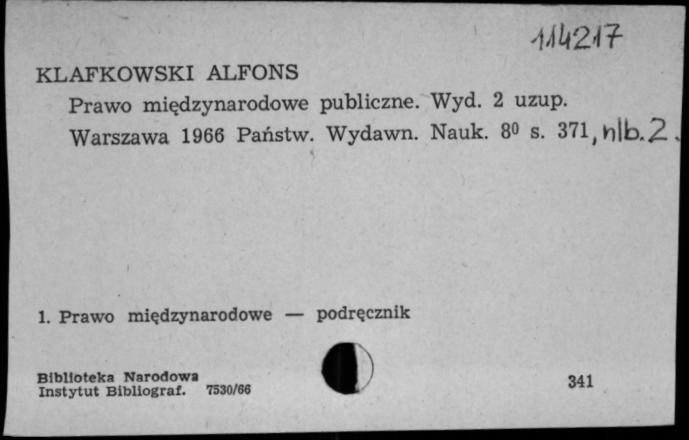 114217
KLAFKOWSKI ALFONS
Prawo międzynarodowe publiczne. Wyd. 2 uzup.
Warszawa 1966 Państw. Wydawn. Nauk. 8⁰ s. 371, nlb. 2.
1. Prawo międzynarodowe — podręcznik
Biblioteka Narodowa
Instytut Bibliograf. 7530/66
341